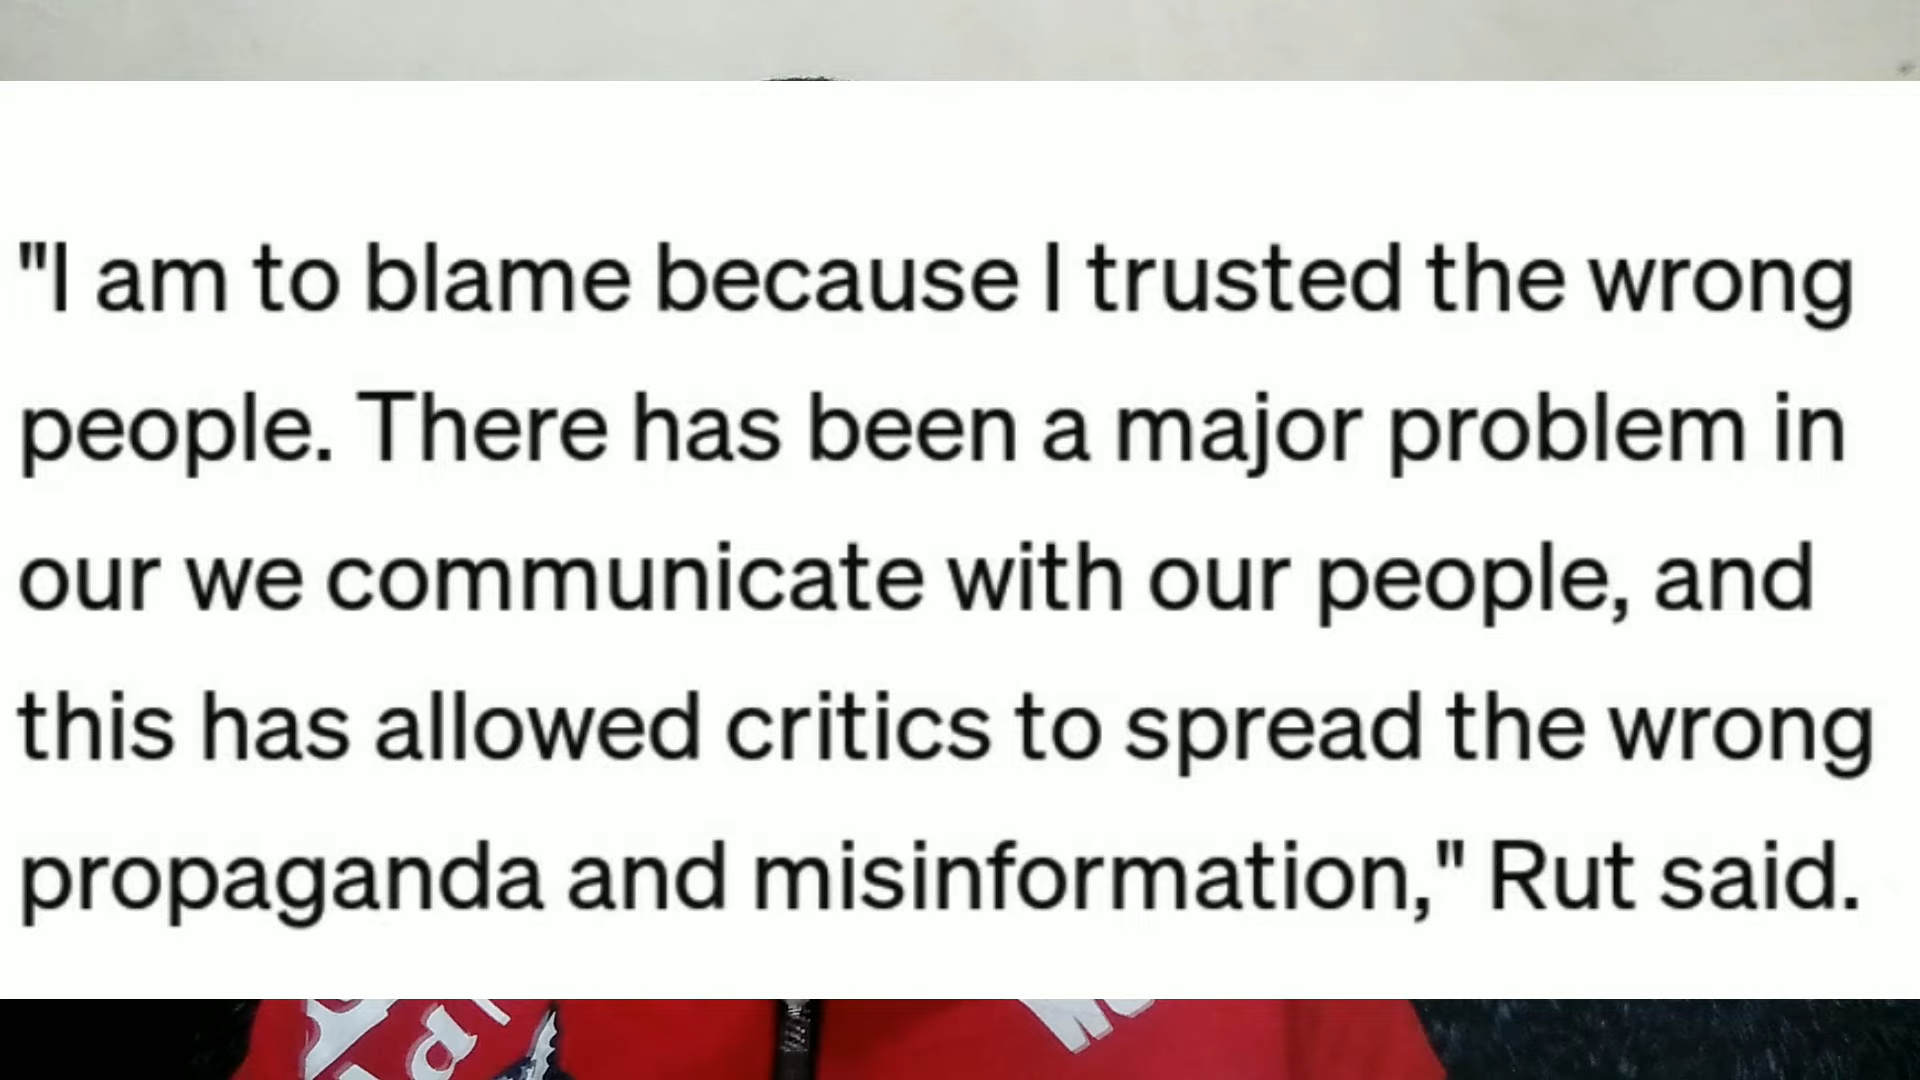 "I am to blame because I trusted the wrong
people. There has been a major problem in
our we communicate with our people, and
this has allowed critics to spread the wrong
propaganda and misinformation," Rut said.